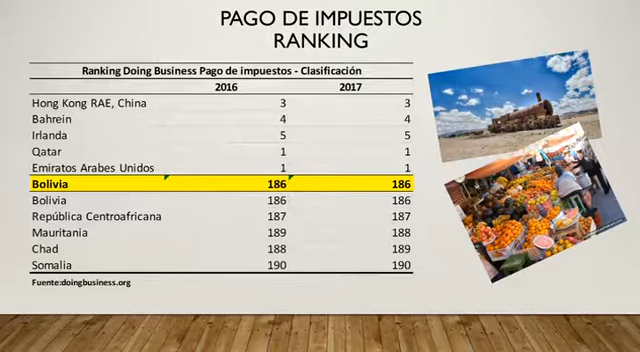 PAGO DE IMPUESTOS
RANKING
Ranking Doing Business Pago de impuestos - Clasificación
2016 2017
Hong Kong RAE, China 3 3
Bahrein 4 4
Irlanda 5 5
Qatar 1 1
Emiratos Arabes Unidos 1 1
Bolivia 186 186
Bolivia 186 186
República Centroafricana 187 187
Mauritania 189 188
Chad 188 189
Somalia 190 190
Fuente:doingbusiness.org